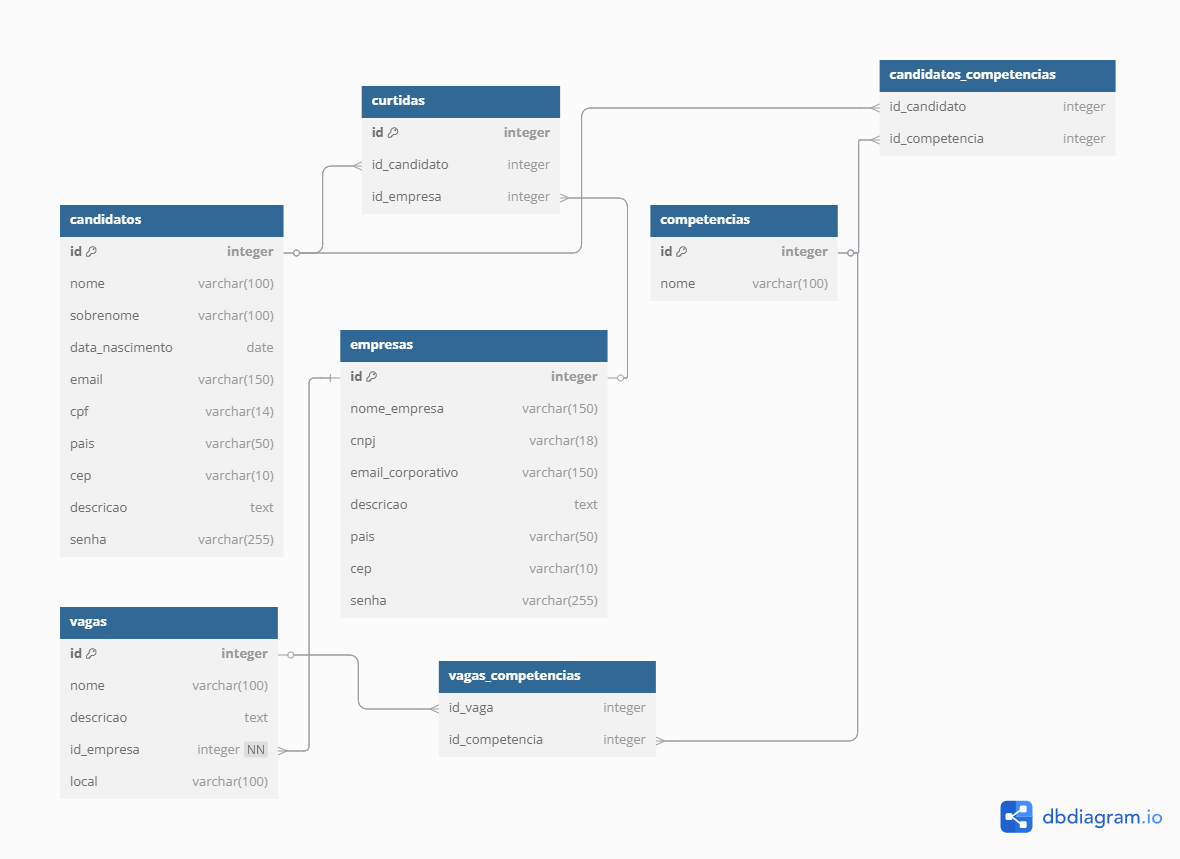 candidatos_competencias
id_candidato integer
id_competencia integer
curtidas
id integer
id_candidato integer
id_empresa integer
candidatos
id integer
nome varchar(100)
sobrenome varchar(100)
data_nascimento date
email varchar(150)
cpf varchar(14)
pais varchar(50)
cep varchar(10)
descricao text
senha varchar(255)
competencias
id integer
nome varchar(100)
empresas
id integer
nome_empresa varchar(150)
cnpj varchar(18)
email_corporativo varchar(150)
descricao text
pais varchar(50)
cep varchar(10)
senha varchar(255)
vagas
id integer
nome varchar(100)
descricao text
id_empresa integer NN
local varchar(100)
vagas_competencias
id_vaga integer
id_competencia integer
dbdiagram.io